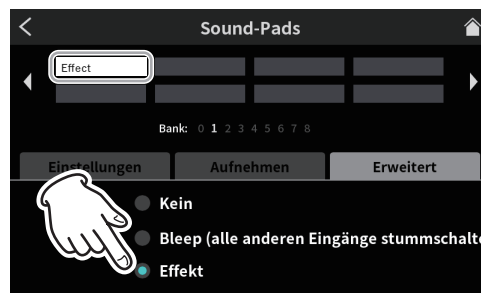 Sound-Pads
Effect
Bank: 0 1 2 3 4 5 6 7 8
Einstellungen Aufnehmen Erweitert
Kein
Bleep (alle anderen Eingänge stummschalte
Effekt